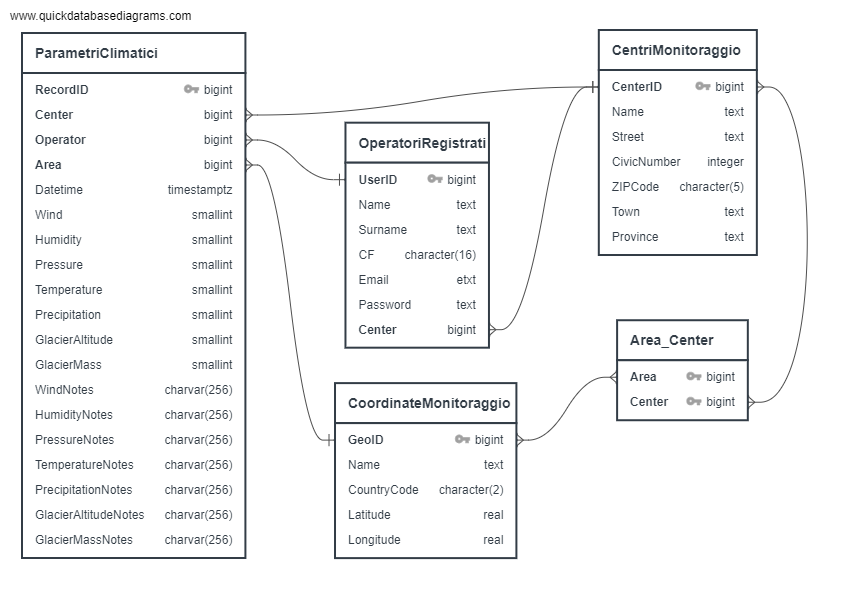 www.quickdatabasediagrams.com
ParametriClimatici
RecordID bigint
Center bigint
Operator bigint
Area bigint
Datetime timestamptz
Wind smallint
Humidity smallint
Pressure smallint
Temperature smallint
Precipitation smallint
GlacierAltitude smallint
GlacierMass smallint
WindNotes charvar(256)
HumidityNotes charvar(256)
PressureNotes charvar(256)
TemperatureNotes charvar(256)
PrecipitationNotes charvar(256)
GlacierAltitudeNotes charvar(256)
GlacierMassNotes charvar(256)
OperatoriRegistrati
UserID bigint
Name text
Surname text
CF character(16)
Email etxt
Password text
Center bigint
CoordinateMonitoraggio
GeoID bigint
Name text
CountryCode character(2)
Latitude real
Longitude real
CentriMonitoraggio
CenterID bigint
Name text
Street text
CivicNumber integer
ZIPCode character(5)
Town text
Province text
Area_Center
Area bigint
Center bigint